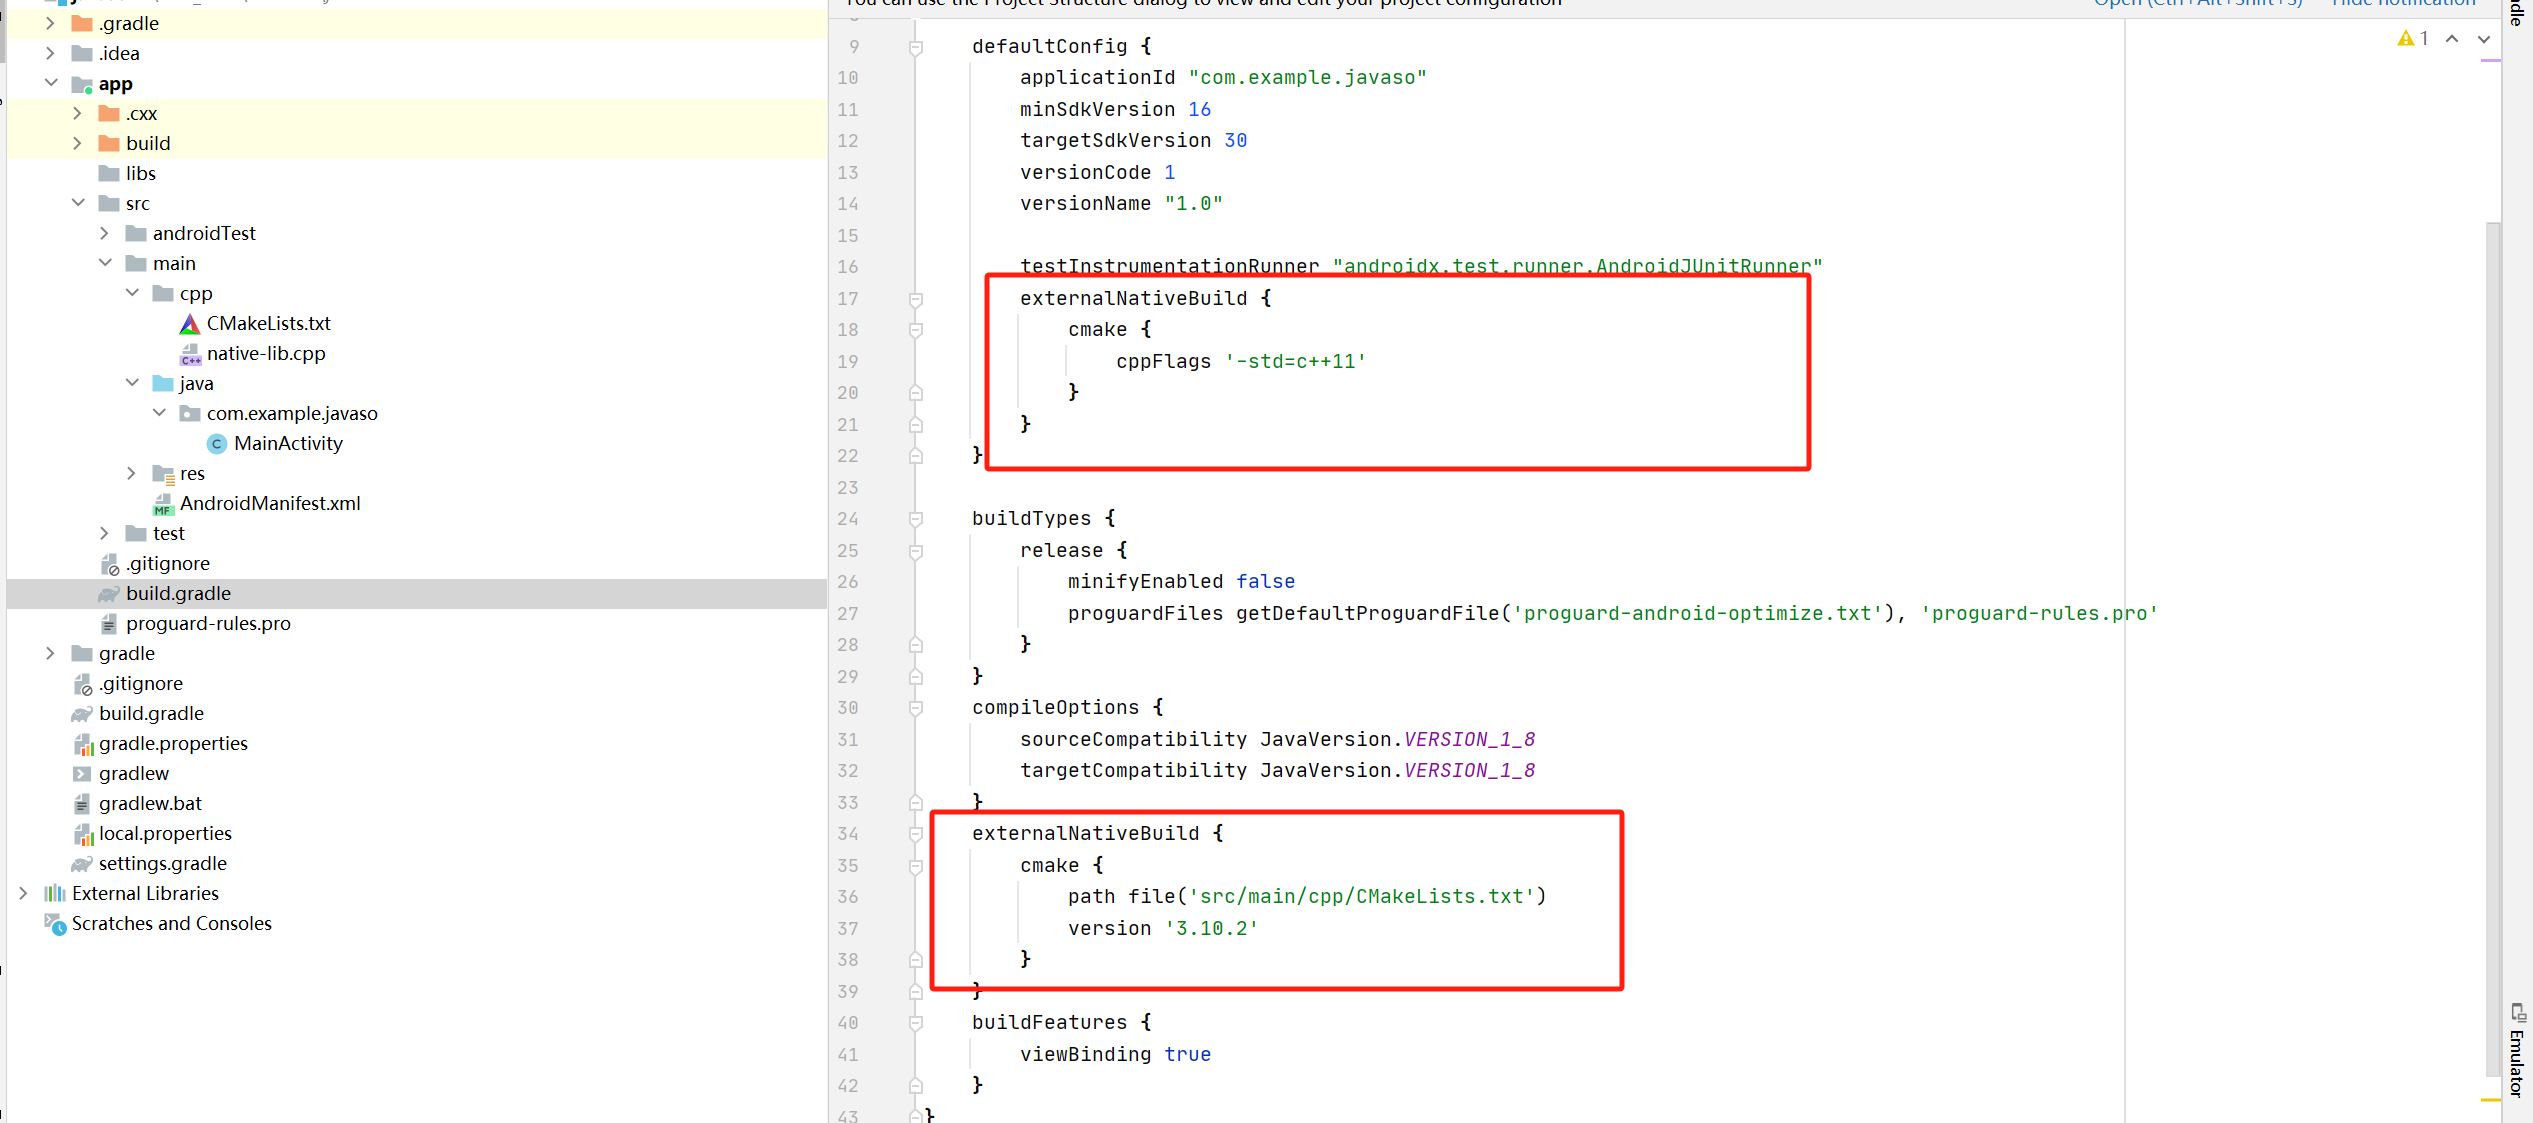 You can use the Project Structure dialog to view and edit your project configuration
Open (Ctrl+Alt+Shift+S)
Hide notification
.gradle
.idea
app
.cxx
build
libs
src
androidTest
main
cpp
CMakeLists.txt
native-lib.cpp
java
com.example.javaso
MainActivity
res
AndroidManifest.xml
test
.gitignore
build.gradle
proguard-rules.pro
gradle
.gitignore
build.gradle
gradle.properties
gradlew
gradlew.bat
local.properties
settings.gradle
External Libraries
Scratches and Consoles
9 defaultConfig {
10 applicationId "com.example.javaso"
11 minSdkVersion 16
12 targetSdkVersion 30
13 versionCode 1
14 versionName "1.0"
15
16 testInstrumentationRunner "androidx.test.runner.AndroidJUnitRunner"
17 externalNativeBuild {
18 cmake {
19 cppFlags '-std=c++11'
20 }
21 }
22 }
23
24 buildTypes {
25 release {
26 minifyEnabled false
27 proguardFiles getDefaultProguardFile('proguard-android-optimize.txt'), 'proguard-rules.pro'
28 }
29 }
30 compileOptions {
31 sourceCompatibility JavaVersion.VERSION_1_8
32 targetCompatibility JavaVersion.VERSION_1_8
33 }
34 externalNativeBuild {
35 cmake {
36 path file('src/main/cpp/CMakeLists.txt')
37 version '3.10.2'
38 }
39 }
40 buildFeatures {
41 viewBinding true
42 }
43 }
1
Emulator